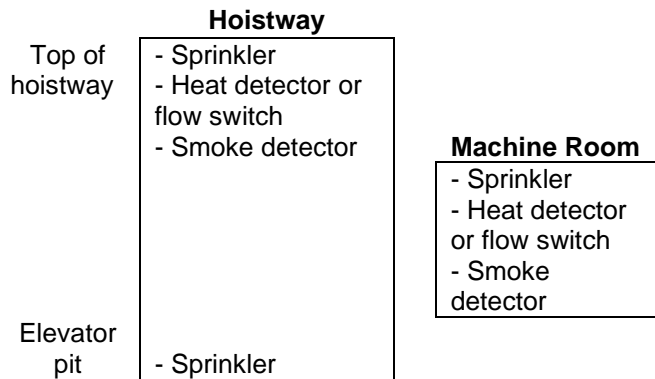 Hoistway
Top of
hoistway
- Sprinkler
- Heat detector or
flow switch
- Smoke detector
Machine Room
- Sprinkler
- Heat detector
or flow switch
- Smoke
detector
Elevator
pit
- Sprinkler